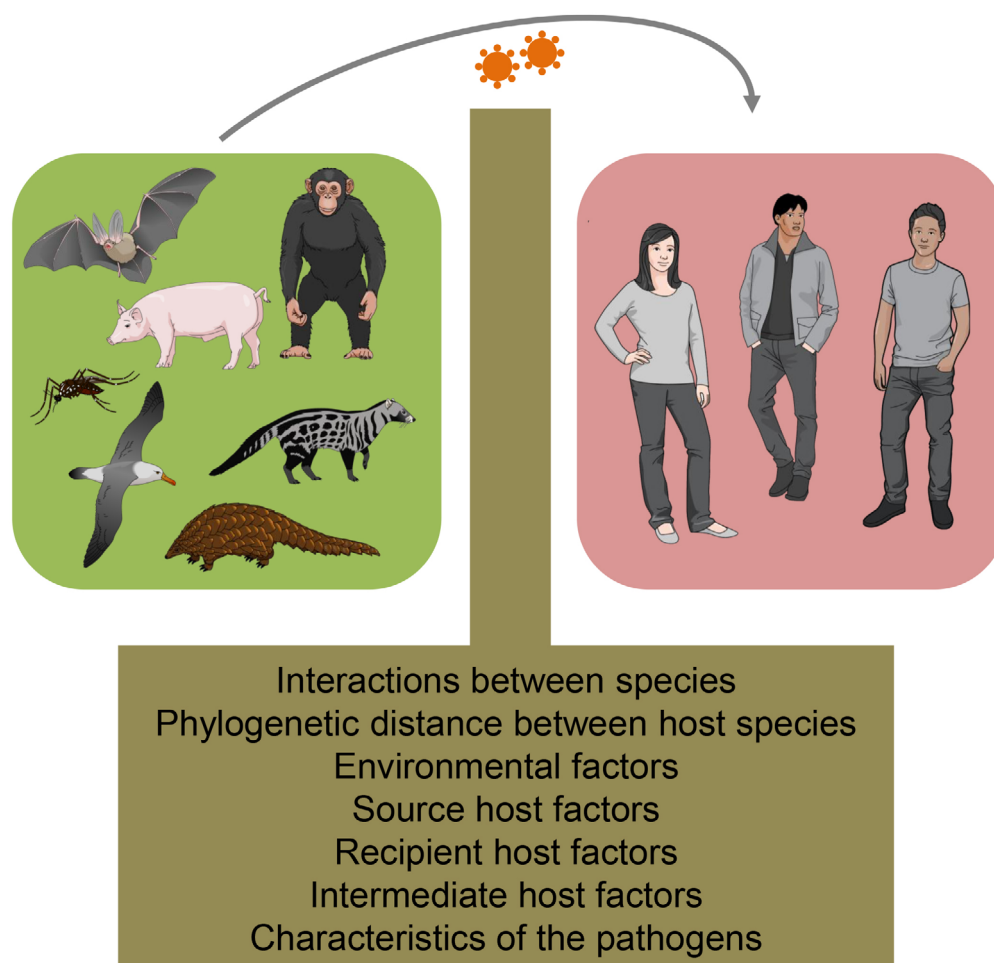 Interactions between species
Phylogenetic distance between host species
Environmental factors
Source host factors
Recipient host factors
Intermediate host factors
Characteristics of the pathogens